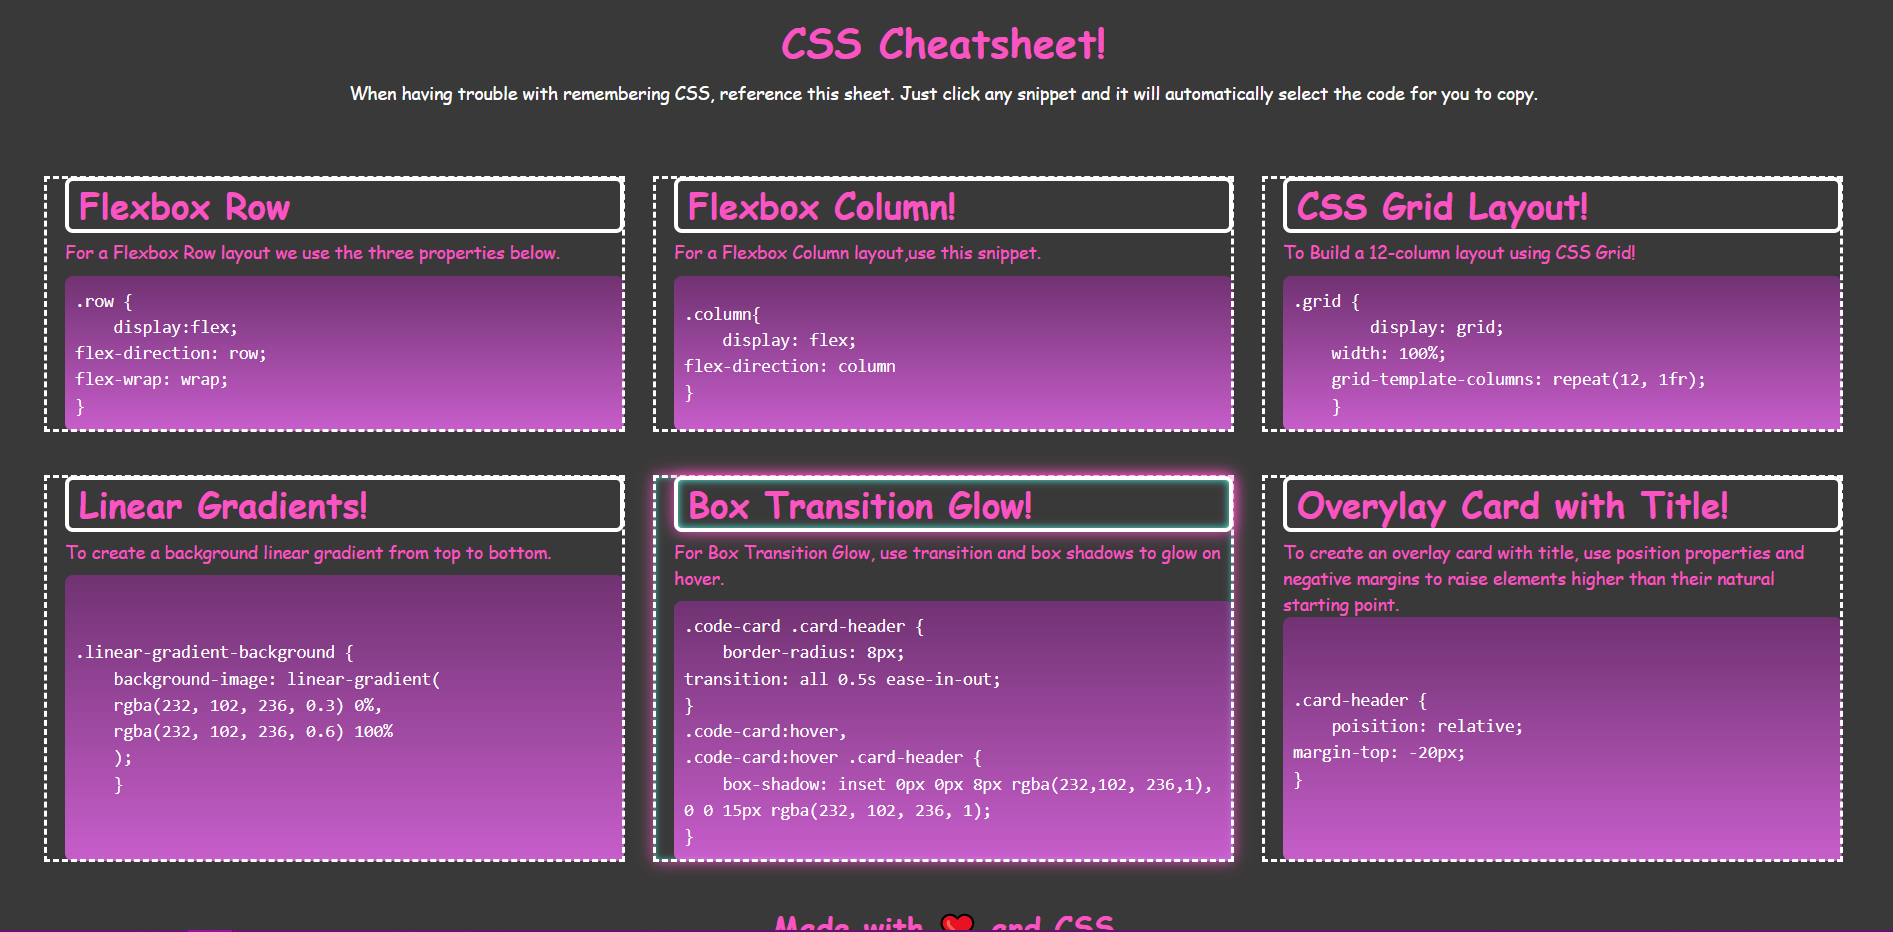 CSS Cheatsheet!
When having trouble with remembering CSS, reference this sheet. Just click any snippet and it will automatically select the code for you to copy.
Flexbox Row
For a Flexbox Row layout we use the three properties below.
.row {
    display:flex;
flex-direction: row;
flex-wrap: wrap;
}
Flexbox Column!
For a Flexbox Column layout,use this snippet.
.column{
    display: flex;
flex-direction: column
}
CSS Grid Layout!
To Build a 12-column layout using CSS Grid!
.grid {
        display: grid;
    width: 100%;
    grid-template-columns: repeat(12, 1fr);
    }
Linear Gradients!
To create a background linear gradient from top to bottom.
.linear-gradient-background {
    background-image: linear-gradient(
    rgba(232, 102, 236, 0.3) 0%,
    rgba(232, 102, 236, 0.6) 100%
    );
    }
Box Transition Glow!
For Box Transition Glow, use transition and box shadows to glow on
hover.
.code-card .card-header {
    border-radius: 8px;
transition: all 0.5s ease-in-out;
}
.code-card:hover,
.code-card:hover .card-header {
    box-shadow: inset 0px 0px 8px rgba(232,102, 236,1),
0 0 15px rgba(232, 102, 236, 1);
}
Overylay Card with Title!
To create an overlay card with title, use position properties and
negative margins to raise elements higher than their natural
starting point.
.card-header {
    poisition: relative;
margin-top: -20px;
}
Made with ❤️ and CSS